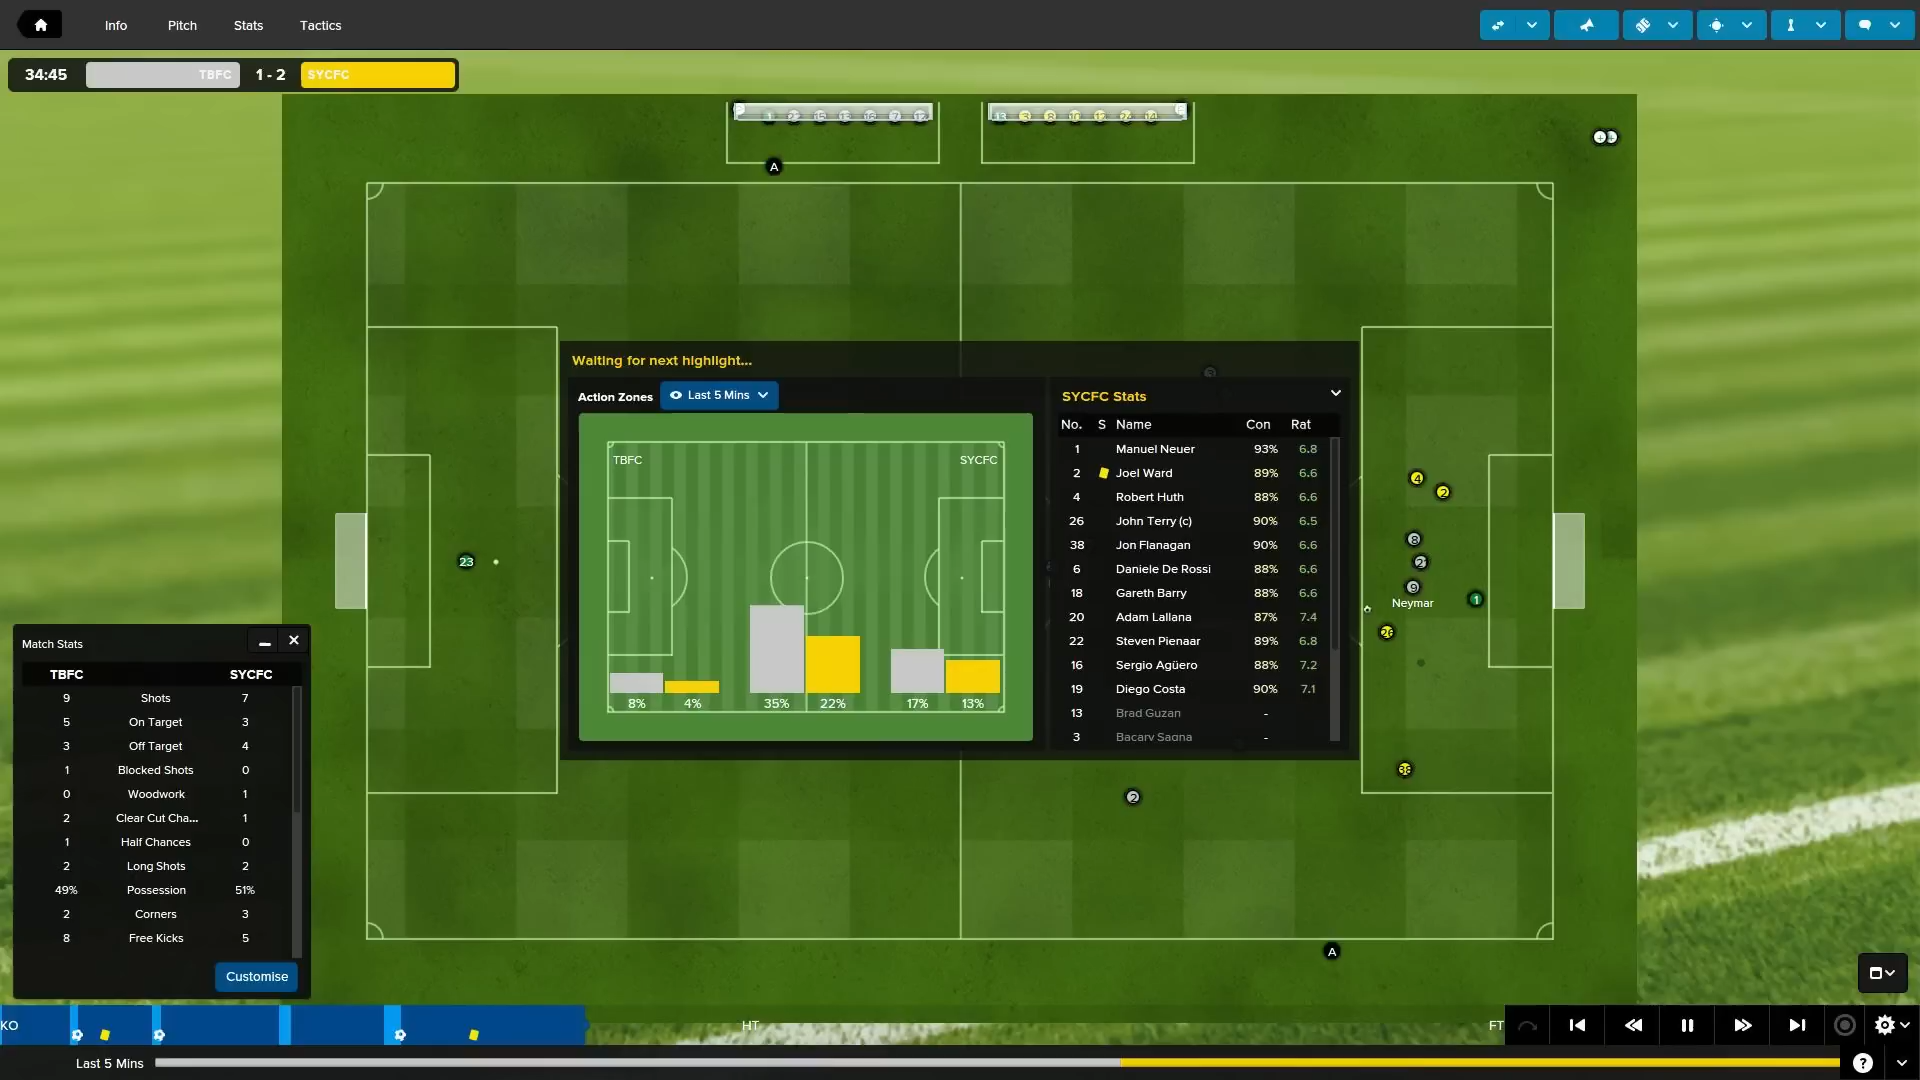 Info Pitch Stats Tactics
34:45 TBFC 1 - 2 SYCFC
A
Waiting for next highlight...
Action Zones Last 5 Mins
TBFC SYCFC
8% 4% 35% 22% 17% 13%
SYCFC Stats
No. S Name Con Rat
1 Manuel Neuer 93% 6.8
2 Joel Ward 89% 6.6
4 Robert Huth 88% 6.6
26 John Terry (c) 90% 6.5
38 Jon Flanagan 90% 6.6
6 Daniele De Rossi 88% 6.6
18 Gareth Barry 88% 6.6
20 Adam Lallana 87% 7.4
22 Steven Pienaar 89% 6.8
16 Sergio Agüero 88% 7.2
19 Diego Costa 90% 7.1
13 Brad Guzan -
3 Bacary Sagna -
23
4
2
8
9
Neymar
1
26
38
2
A
Match Stats
TBFC SYCFC
9 Shots 7
5 On Target 3
3 Off Target 4
1 Blocked Shots 0
0 Woodwork 1
2 Clear Cut Cha...  1
1 Half Chances 0
2 Long Shots 2
49% Possession 51%
2 Corners 3
8 Free Kicks 5
Customise
KO HT FT
Last 5 Mins ?